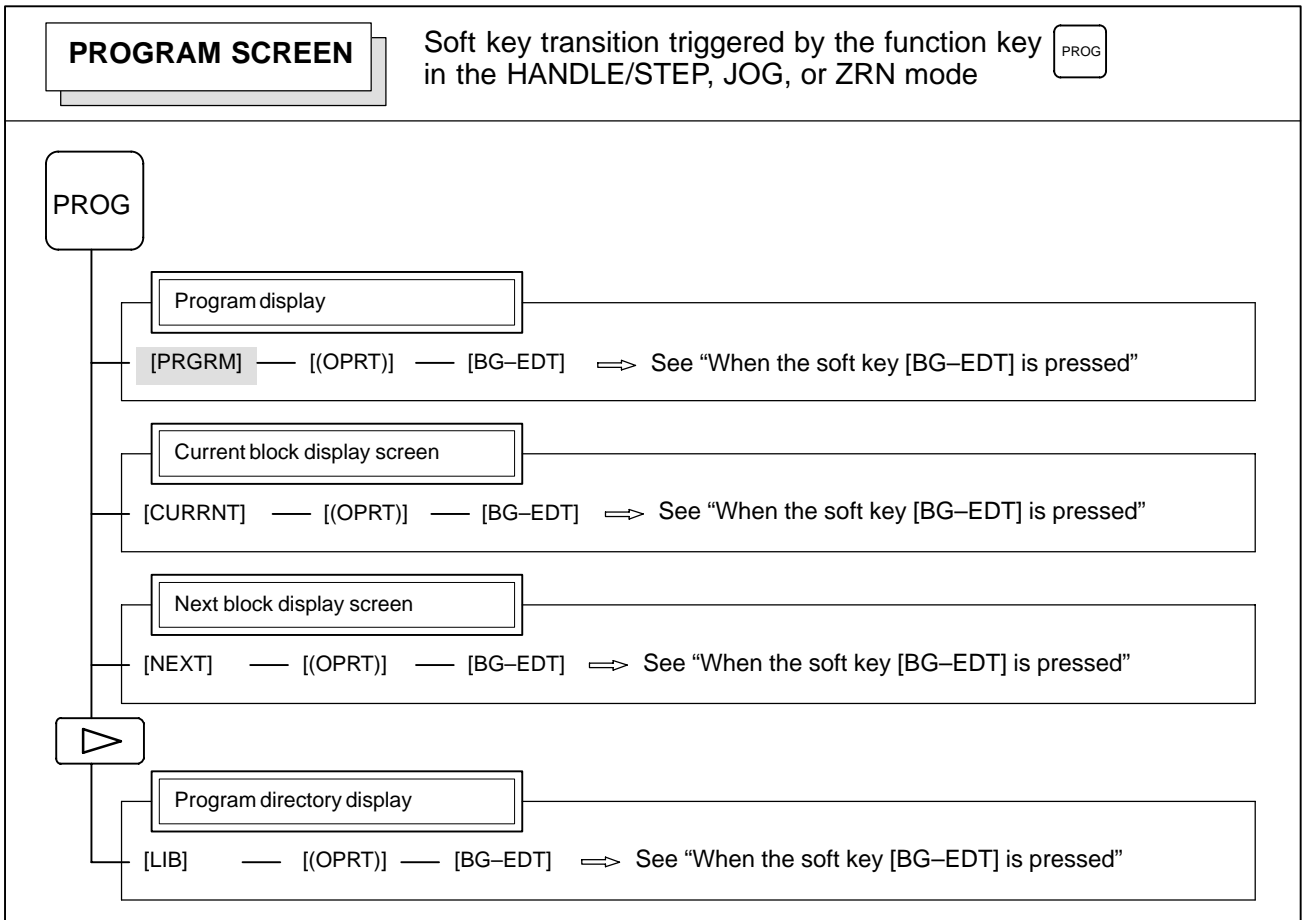 PROGRAM SCREEN
Soft key transition triggered by the function key PROG
in the HANDLE/STEP, JOG, or ZRN mode
PROG
Program display
[PRGRM] [(OPRT)] [BG–EDT] See “When the soft key [BG–EDT] is pressed”
Current block display screen
[CURRNT] [(OPRT)] [BG–EDT] See “When the soft key [BG–EDT] is pressed”
Next block display screen
[NEXT] [(OPRT)] [BG–EDT] See “When the soft key [BG–EDT] is pressed”
Program directory display
[LIB] [(OPRT)] [BG–EDT] See “When the soft key [BG–EDT] is pressed”